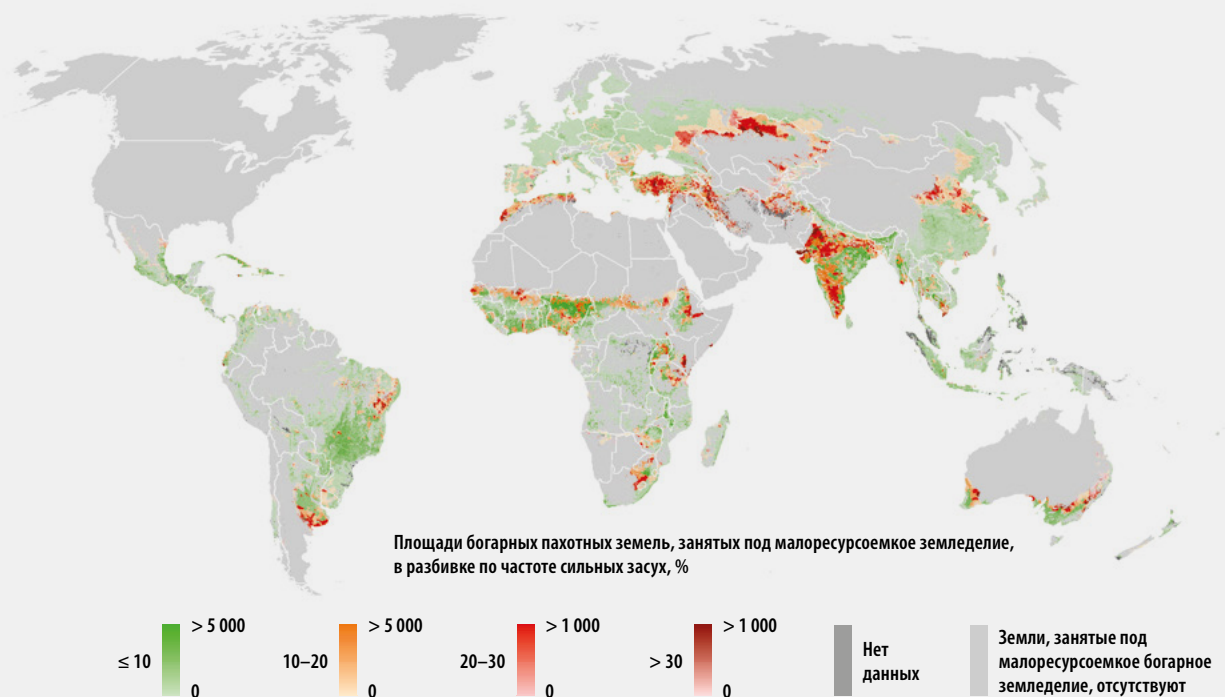 Площади богарных пахотных земель, занятых под малоресурсоемкое земледелие,
в разбивке по частоте сильных засух, %
> 5 000
≤ 10
0
> 5 000
10–20
0
> 1 000
20–30
0
> 1 000
> 30
0
Нет
данных
Земли, занятые под
малоресурсоемкое богарное
земледелие, отсутствуют